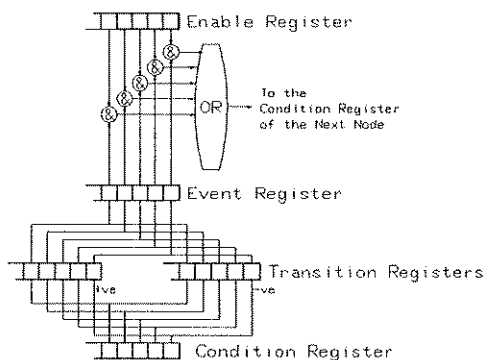 Enable Register
&
&
&
&
&
OR
To the
Condition Register
of the Next Node
Event Register
Transition Registers
+ve
-ve
Condition Register